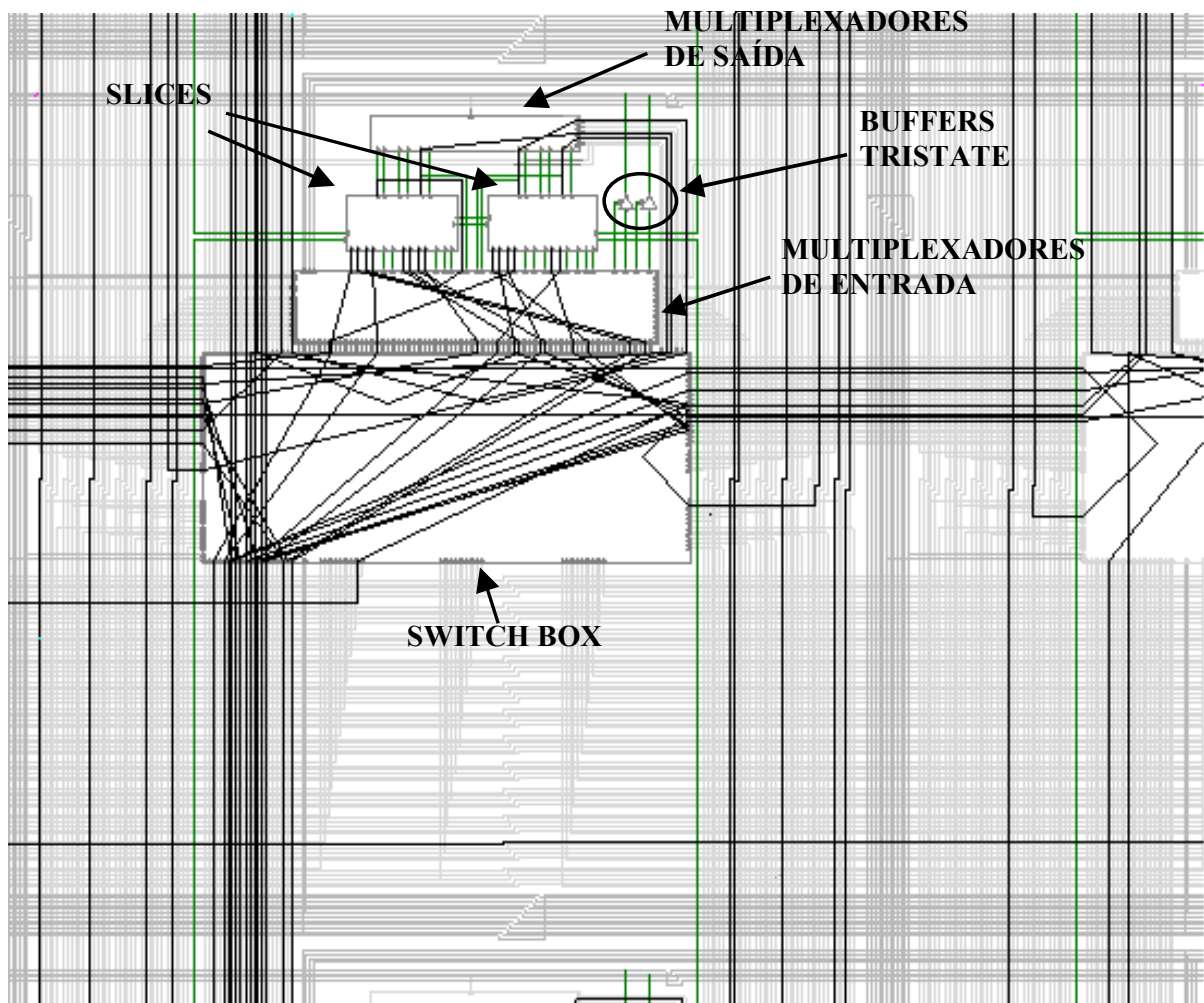 MULTIPLEXADORES
DE SAÍDA
SLICES
BUFFERS
TRISTATE
MULTIPLEXADORES
DE ENTRADA
SWITCH BOX